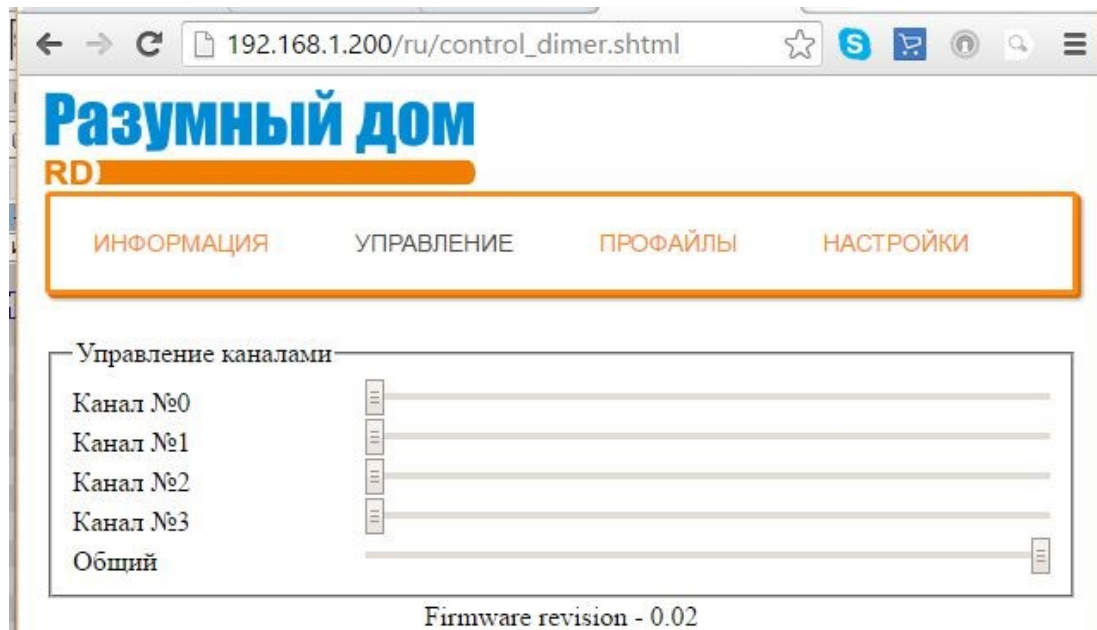 192.168.1.200/ru/control_dimer.shtml
Разумный дом
RD
ИНФОРМАЦИЯ УПРАВЛЕНИЕ ПРОФАЙЛЫ НАСТРОЙКИ
Управление каналами
Канал №0
Канал №1
Канал №2
Канал №3
Общий
Firmware revision - 0.02